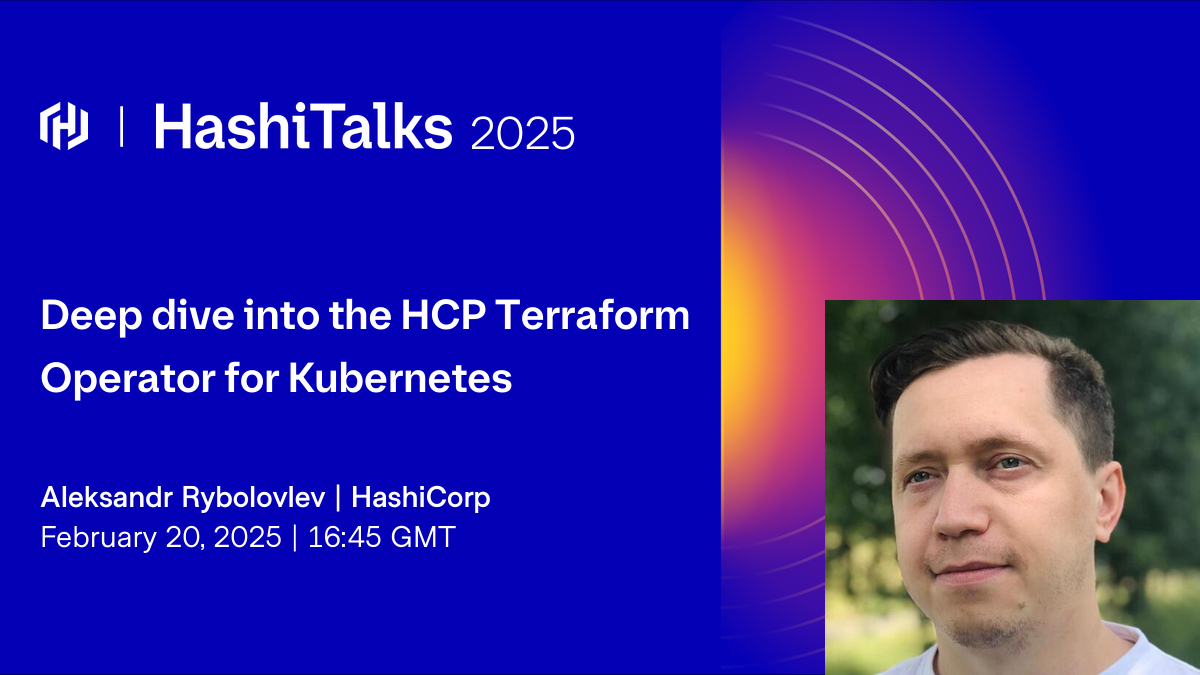 HashiTalks 2025
Deep dive into the HCP Terraform
Operator for Kubernetes
Aleksandr Rybolovlev | HashiCorp
February 20, 2025 | 16:45 GMT